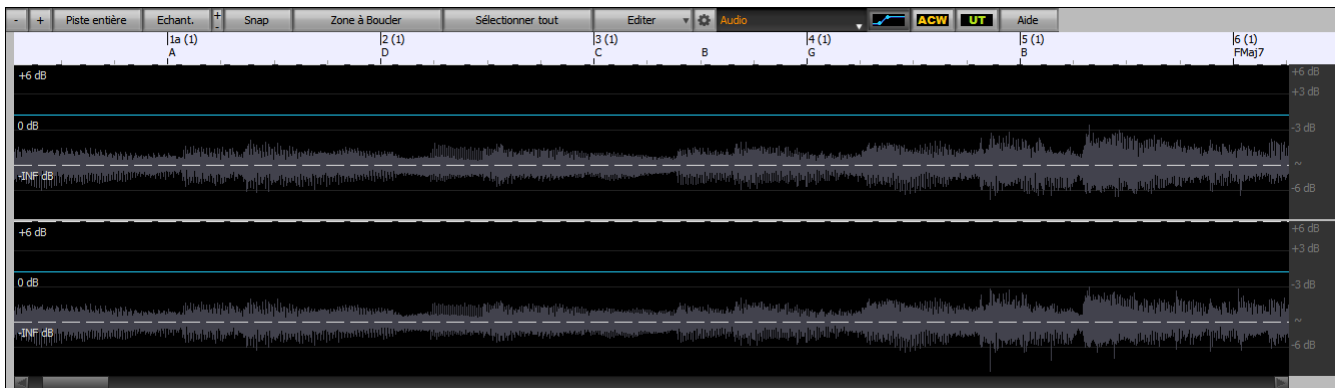 - + Piste entière Echant. + - Snap Zone à Boucler Sélectionner tout Editer Audio ACW UT Aide
1a (1) 2 (1) 3 (1) 4 (1) 5 (1) 6 (1)
A D C B G B FMaj7
+6 dB +6 dB
+3 dB
0 dB -3 dB
-INF dB ~
-6 dB
+6 dB +6 dB
+3 dB
0 dB -3 dB
-INF dB ~
-6 dB